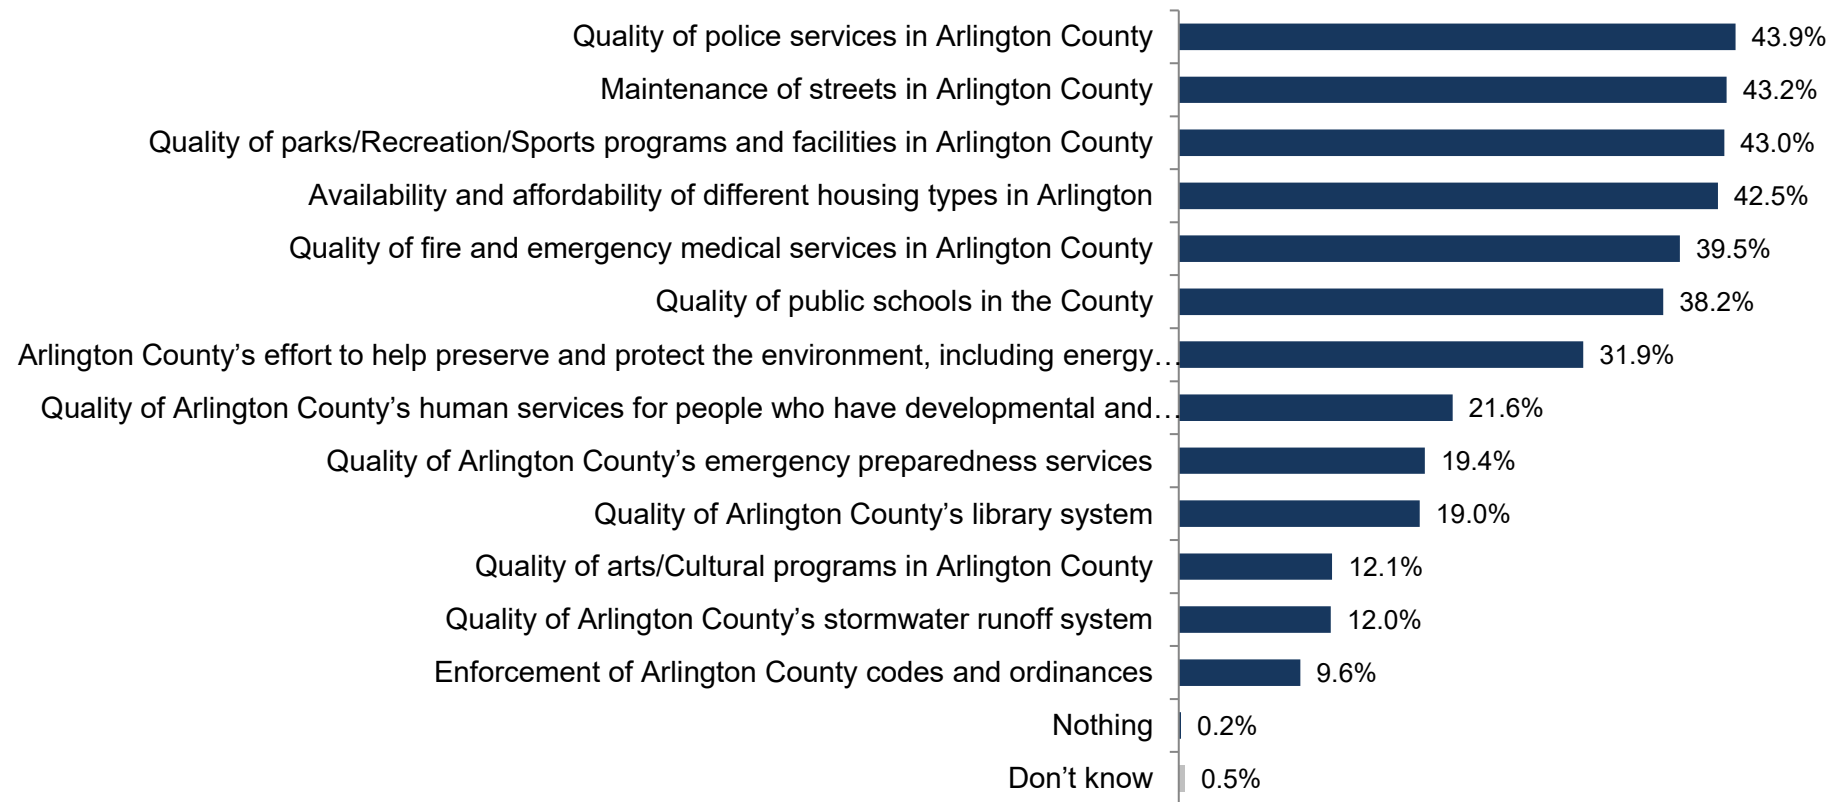 Quality of police services in Arlington County 43.9%
Maintenance of streets in Arlington County 43.2%
Quality of parks/Recreation/Sports programs and facilities in Arlington County 43.0%
Availability and affordability of different housing types in Arlington 42.5%
Quality of fire and emergency medical services in Arlington County 39.5%
Quality of public schools in the County 38.2%
Arlington County’s effort to help preserve and protect the environment, including energy… 31.9%
Quality of Arlington County’s human services for people who have developmental and… 21.6%
Quality of Arlington County’s emergency preparedness services 19.4%
Quality of Arlington County’s library system 19.0%
Quality of arts/Cultural programs in Arlington County 12.1%
Quality of Arlington County’s stormwater runoff system 12.0%
Enforcement of Arlington County codes and ordinances 9.6%
Nothing 0.2%
Don’t know 0.5%